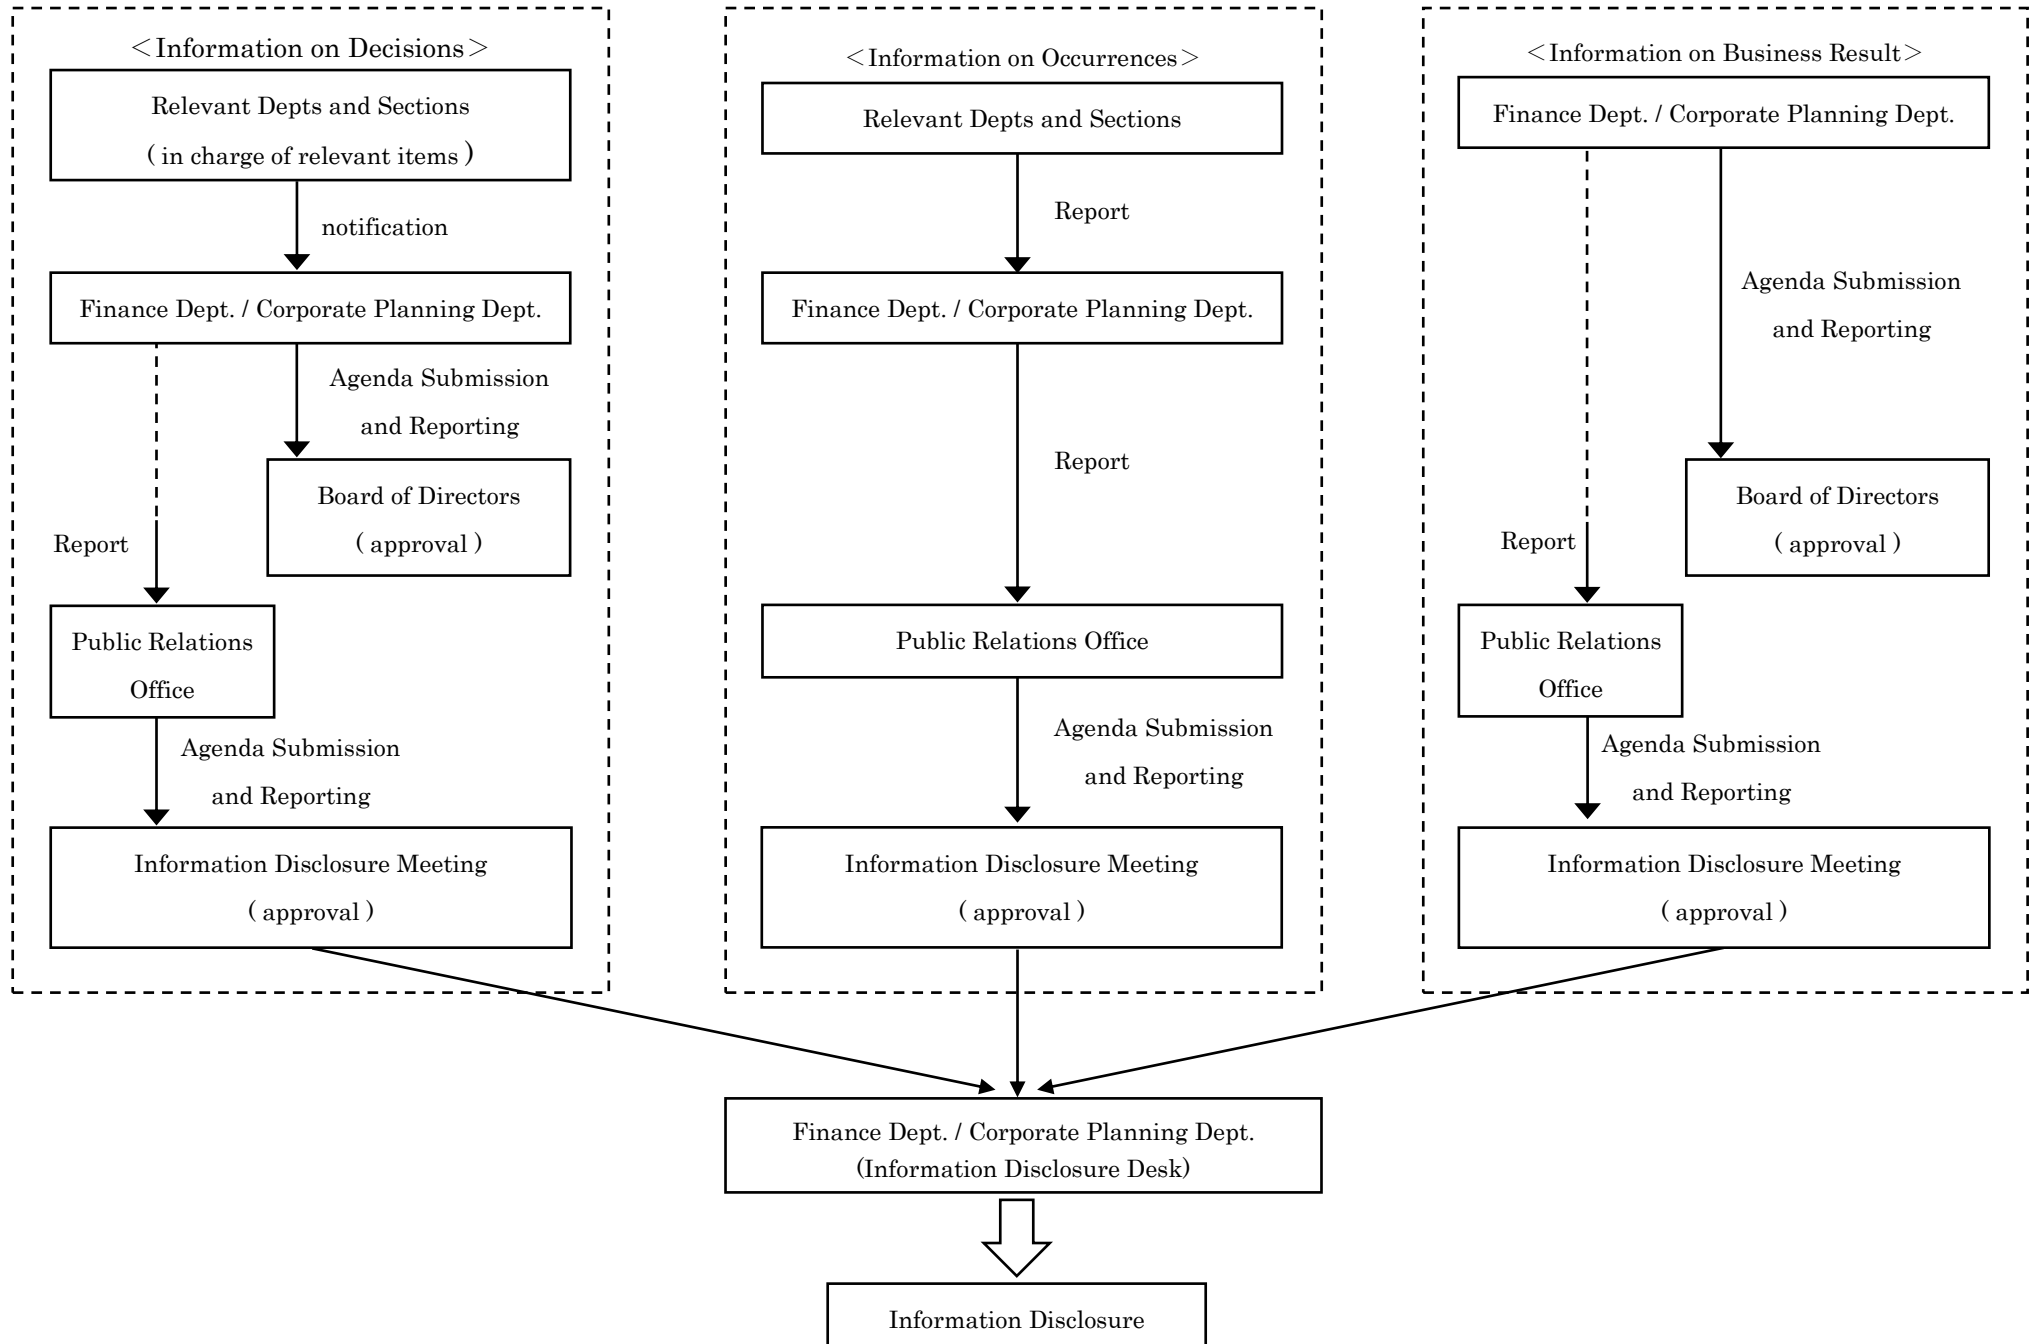 ＜Information on Decisions＞
Relevant Depts and Sections
( in charge of relevant items )
notification
Finance Dept. / Corporate Planning Dept.
Agenda Submission
and Reporting
Board of Directors
( approval )
Report
Public Relations
Office
Agenda Submission
and Reporting
Information Disclosure Meeting
( approval )
＜Information on Occurrences＞
Relevant Depts and Sections
Report
Finance Dept. / Corporate Planning Dept.
Report
Public Relations Office
Agenda Submission
and Reporting
Information Disclosure Meeting
( approval )
＜Information on Business Result＞
Finance Dept. / Corporate Planning Dept.
Agenda Submission
and Reporting
Board of Directors
( approval )
Report
Public Relations
Office
Agenda Submission
and Reporting
Information Disclosure Meeting
( approval )
Finance Dept. / Corporate Planning Dept.
(Information Disclosure Desk)
Information Disclosure